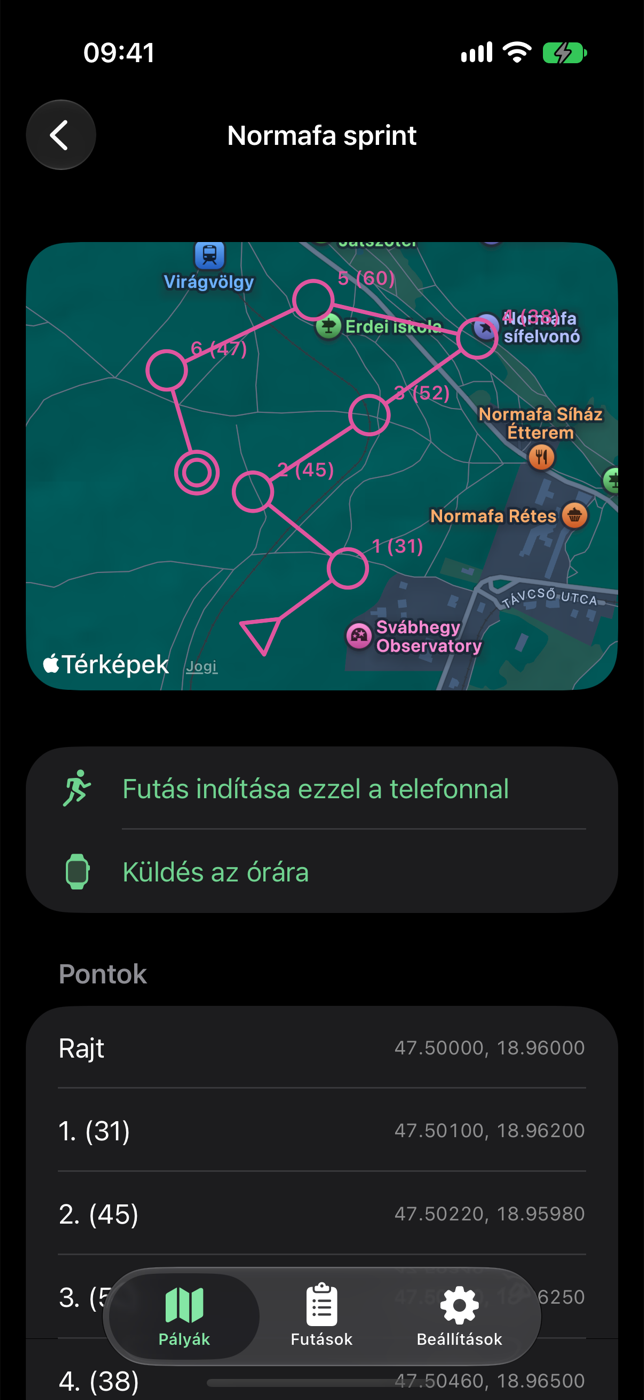 09:41
Normafa sprint
Játszótér
Virágvölgy
5 (60)
Erdei iskola
Normafa
sífelvonó
6 (47)
3 (52)
Normafa Síház
Étterem
2 (45)
Normafa Rétes
1 (31)
TÁVCSŐ UTCA
Svábhegy
Observatory
Térképek
Jogi
Futás indítása ezzel a telefonnal
Küldés az órára
Pontok
Rajt 47.50000, 18.96000
1. (31) 47.50100, 18.96200
2. (45) 47.50220, 18.95980
3.
Pályák
Futások
Beállítások
4. (38) 47.50460, 18.96500